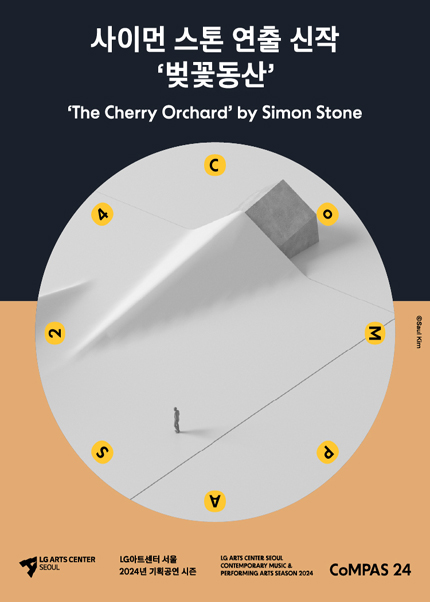 사이먼 스톤 연출 신작
‘벚꽃동산’
‘The Cherry Orchard’ by Simon Stone
C
o
M
P
A
S
2
4
©Saul Kim
LG ARTS CENTER
SEOUL
LG아트센터 서울
2024년 기획공연 시즌
LG ARTS CENTER SEOUL
CONTEMPORARY MUSIC &
PERFORMING ARTS SEASON 2024
CoMPAS 24